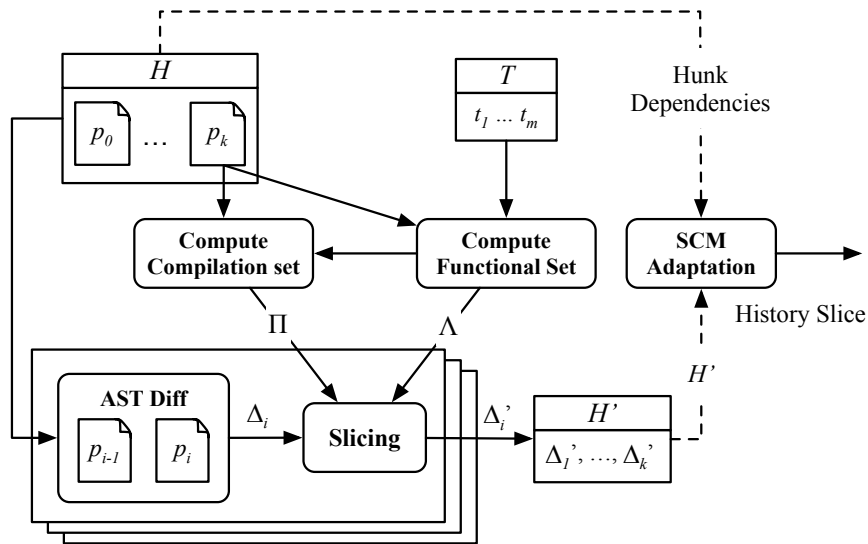 H
p0 ... pk
T
t1 ... tm
Hunk
Dependencies
Compute
Compilation set
Compute
Functional Set
SCM
Adaptation
History Slice
Π
Λ
H’
AST Diff
pi-1
pi
Δi
Slicing
Δi’
H’
Δ1’, ..., Δk’